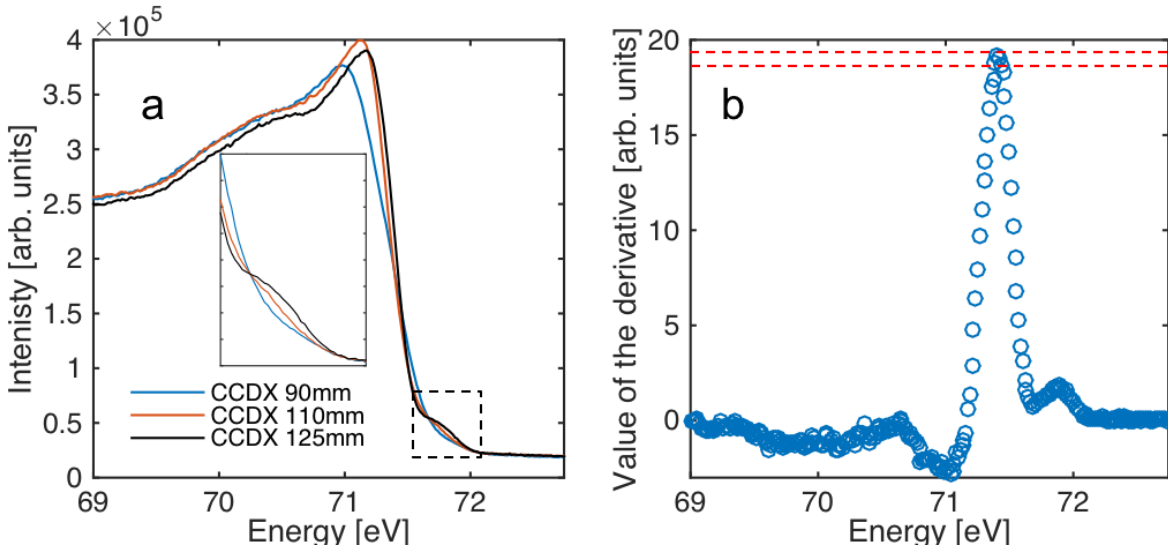 ×10⁵
4
3.5
3
2.5
2
1.5
1
0.5
0
69
70
71
72
Energy [eV]
Intenisty [arb. units]
a
CCDX 90mm
CCDX 110mm
CCDX 125mm
20
15
10
5
0
69
70
71
72
Energy [eV]
Value of the derivative [arb. units]
b